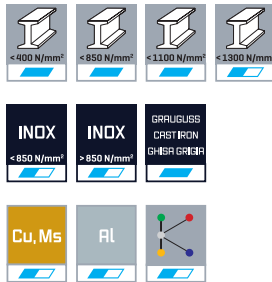 <400 N/mm² <850 N/mm² <1100 N/mm² <1300 N/mm²
INOX INOX GRAUGUSS
CAST IRON
GHISA GRIGIA
<850 N/mm² >850 N/mm²
Cu, Ms Al